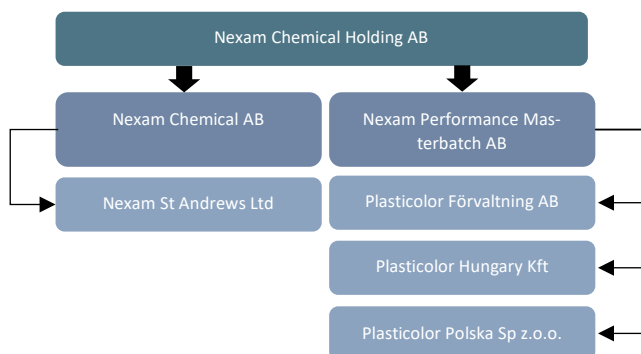 Nexam Chemical Holding AB
Nexam Chemical AB
Nexam Performance Mas-
terbatch AB
Nexam St Andrews Ltd
Plasticolor Förvaltning AB
Plasticolor Hungary Kft
Plasticolor Polska Sp z.o.o.